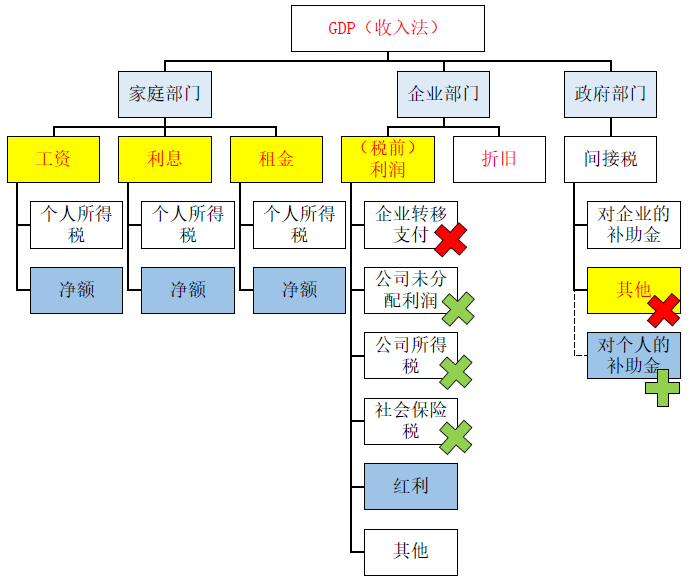 GDP（收入法）
家庭部门
企业部门
政府部门
工资
利息
租金
（税前）
利润
折旧
间接税
个人所得
税
个人所得
税
个人所得
税
企业转移
支付
对企业的
补助金
净额
净额
净额
公司未分
配利润
其他
公司所得
税
对个人的
补助金
社会保险
税
红利
其他